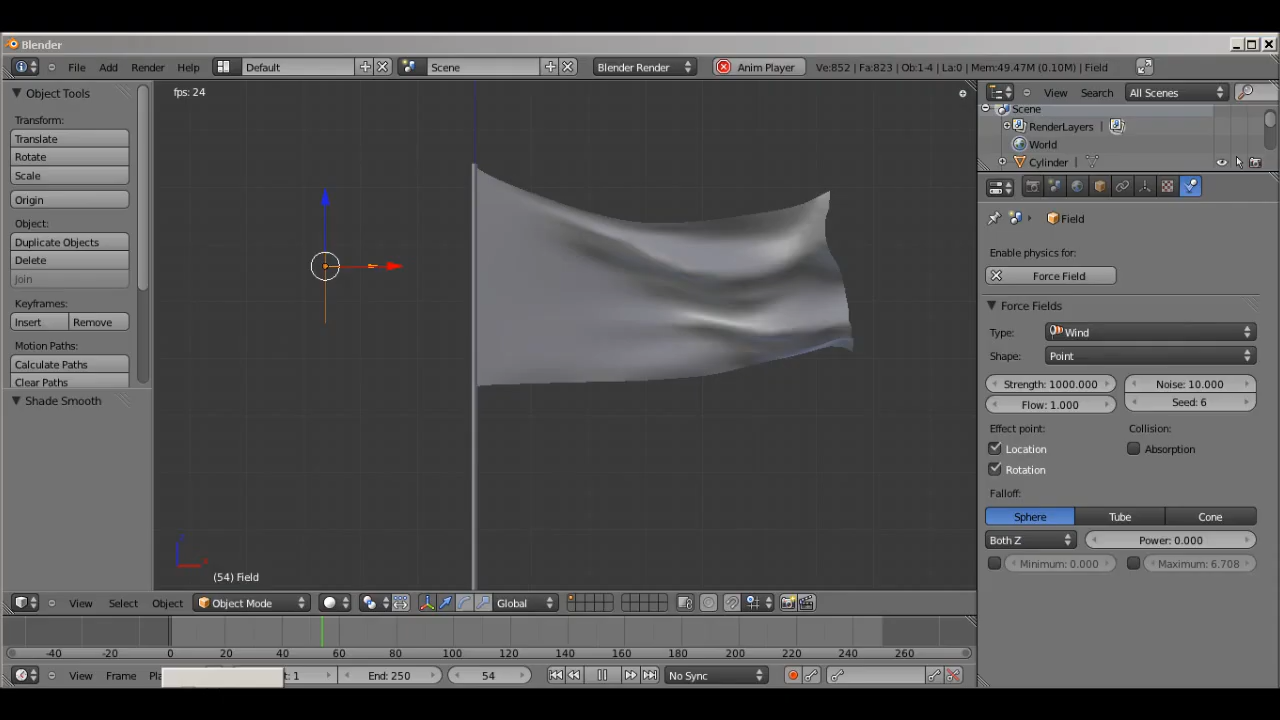 Blender
File Add Render Help Default Scene Blender Render Anim Player Ve:852 | Fa:823 | Ob:1-4 | La:0 | Mem:49.47M (0.10M) | Field
Object Tools
Transform:
Translate
Rotate
Scale
Origin
Object:
Duplicate Objects
Delete
Join
Keyframes:
Insert Remove
Motion Paths:
Calculate Paths
Clear Paths
Shade Smooth
fps: 24
(54) Field
View Search All Scenes
Scene
RenderLayers |
World
Cylinder |
Field
Enable physics for:
Force Field
Force Fields
Type: Wind
Shape: Point
Strength: 1000.000 Noise: 10.000
Flow: 1.000 Seed: 6
Effect point: Collision:
Location Absorption
Rotation
Falloff:
Sphere Tube Cone
Both Z Power: 0.000
Minimum: 0.000 Maximum: 6.708
View Select Object Object Mode Global
-40 -20 0 20 40 60 80 100 120 140 160 180 200 220 240 260
View Frame End: 250 54 No Sync